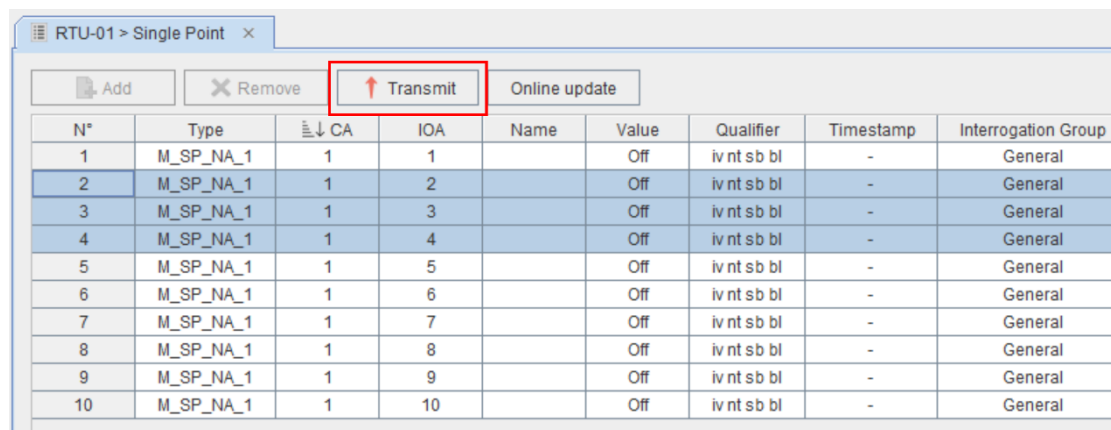 RTU-01 > Single Point ×
Add Remove Transmit Online update
N° Type CA IOA Name Value Qualifier Timestamp Interrogation Group
1 M_SP_NA_1 1 1 Off iv nt sb bl - General
2 M_SP_NA_1 1 2 Off iv nt sb bl - General
3 M_SP_NA_1 1 3 Off iv nt sb bl - General
4 M_SP_NA_1 1 4 Off iv nt sb bl - General
5 M_SP_NA_1 1 5 Off iv nt sb bl - General
6 M_SP_NA_1 1 6 Off iv nt sb bl - General
7 M_SP_NA_1 1 7 Off iv nt sb bl - General
8 M_SP_NA_1 1 8 Off iv nt sb bl - General
9 M_SP_NA_1 1 9 Off iv nt sb bl - General
10 M_SP_NA_1 1 10 Off iv nt sb bl - General